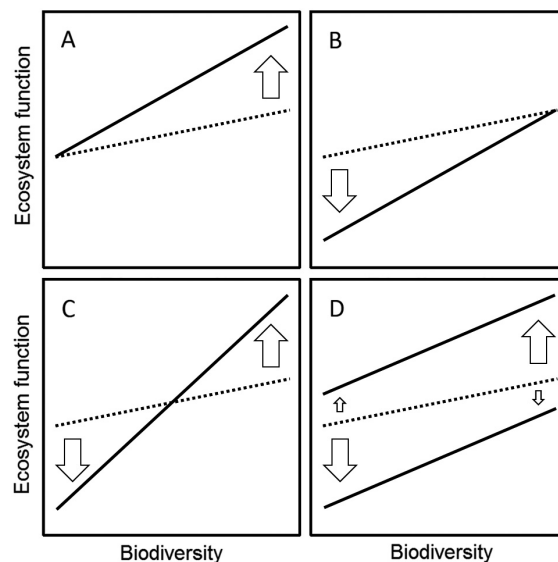 A
B
Ecosystem function
C
D
Ecosystem function
Biodiversity
Biodiversity